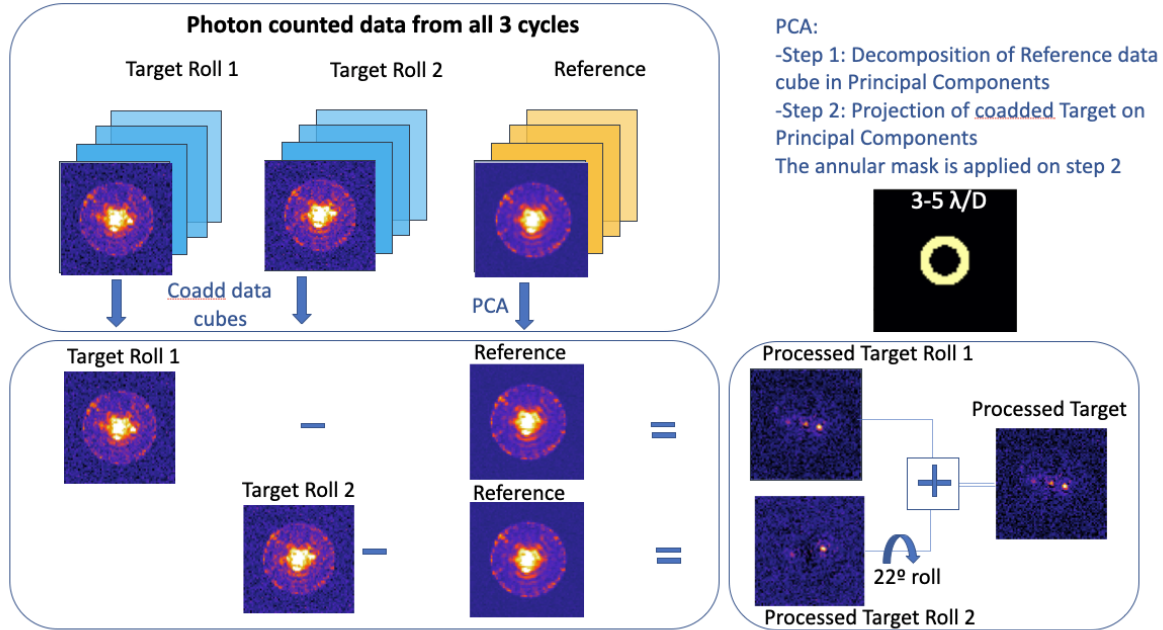 Photon counted data from all 3 cycles
Target Roll 1
Target Roll 2
Reference
Coadd data
cubes
PCA
PCA:
-Step 1: Decomposition of Reference data
cube in Principal Components
-Step 2: Projection of coadded Target on
Principal Components
The annular mask is applied on step 2
3-5 λ/D
Target Roll 1
Reference
–
=
Target Roll 2
Reference
–
=
Processed Target Roll 1
Processed Target
+
22º roll
Processed Target Roll 2